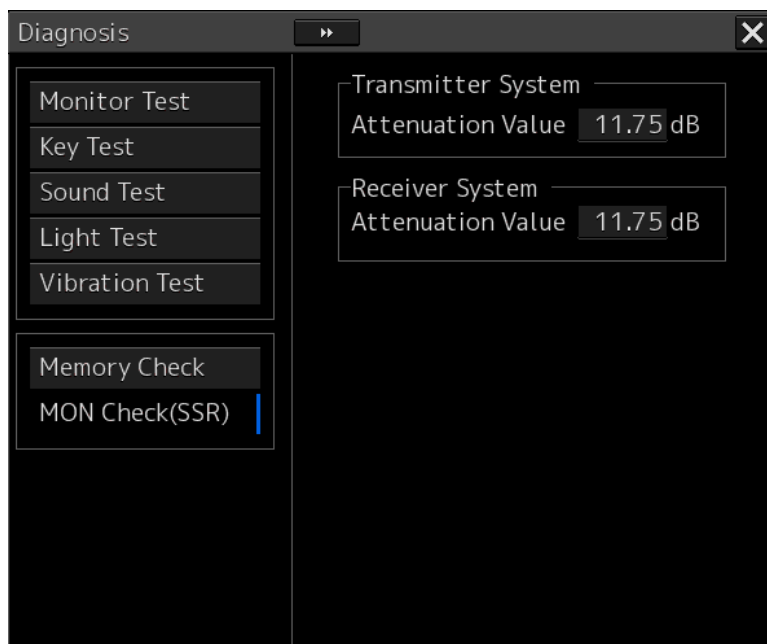 Diagnosis
Monitor Test
Key Test
Sound Test
Light Test
Vibration Test
Memory Check
MON Check(SSR)
Transmitter System
Attenuation Value 11.75 dB
Receiver System
Attenuation Value 11.75 dB